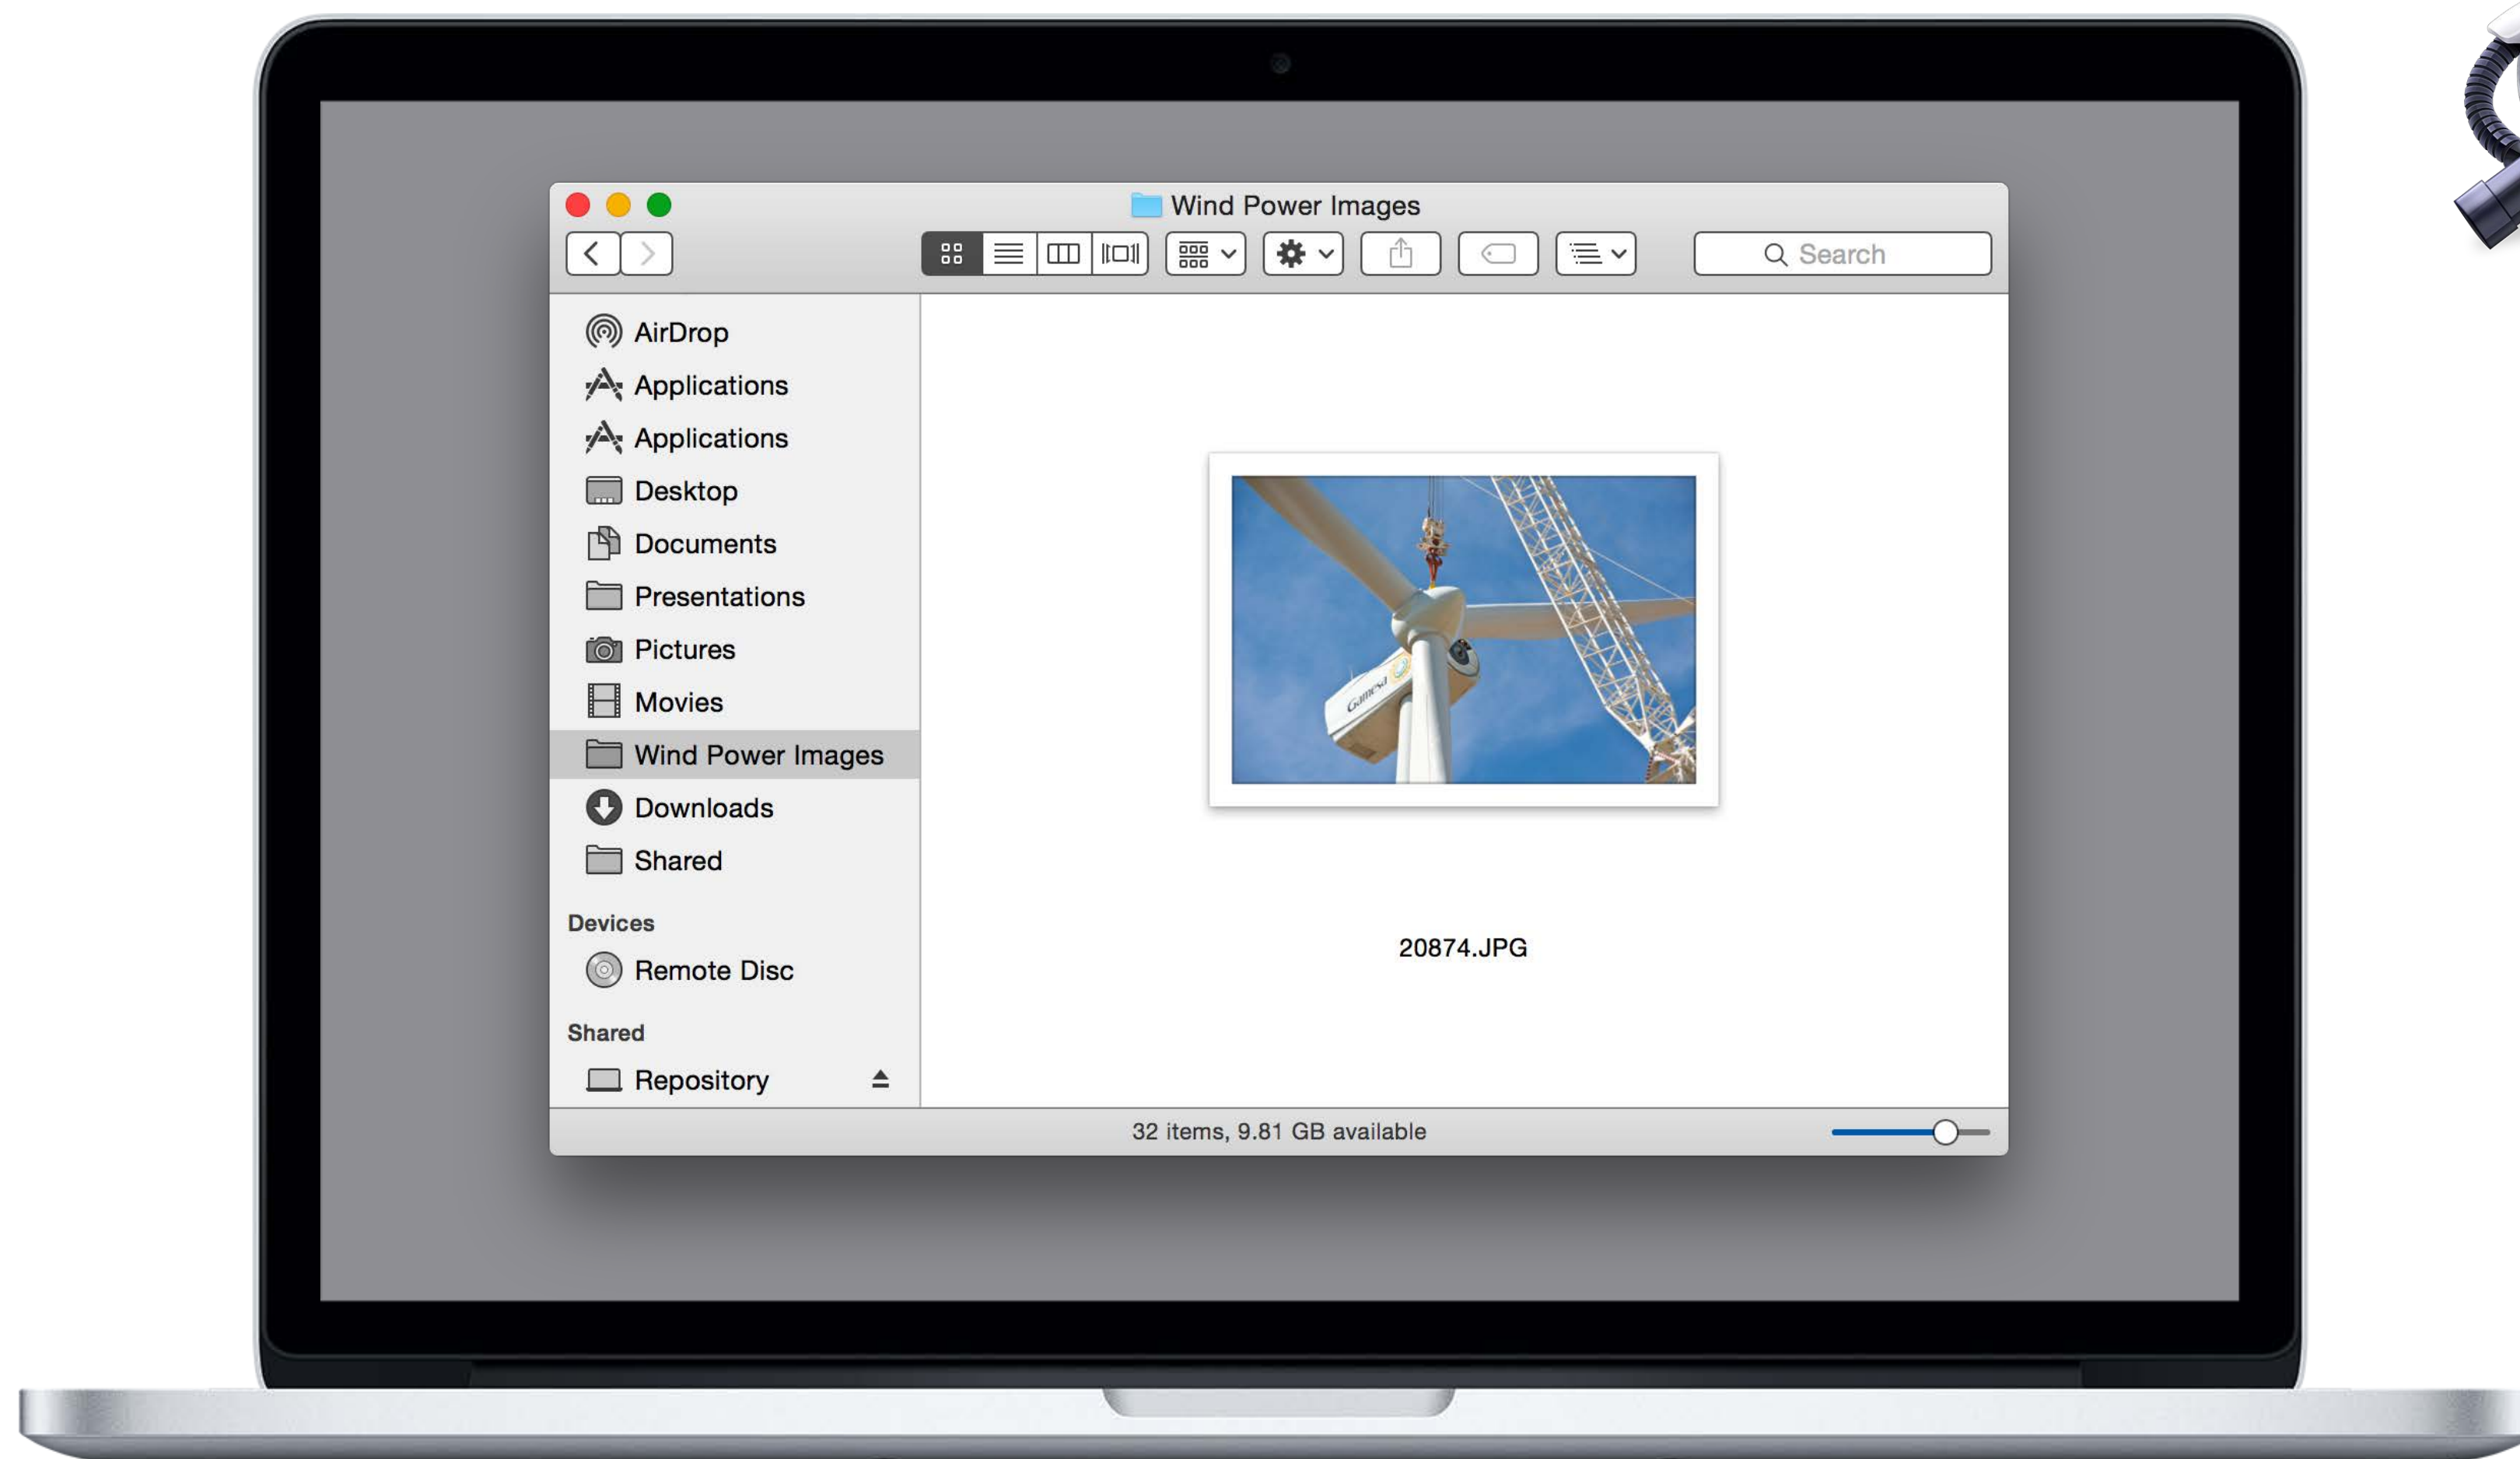 Wind Power Images
Search
AirDrop
Applications
Applications
Desktop
Documents
Presentations
Pictures
Movies
Wind Power Images
Downloads
Shared
Devices
Remote Disc
Shared
Repository
Gamesa
20874.JPG
32 items, 9.81 GB available